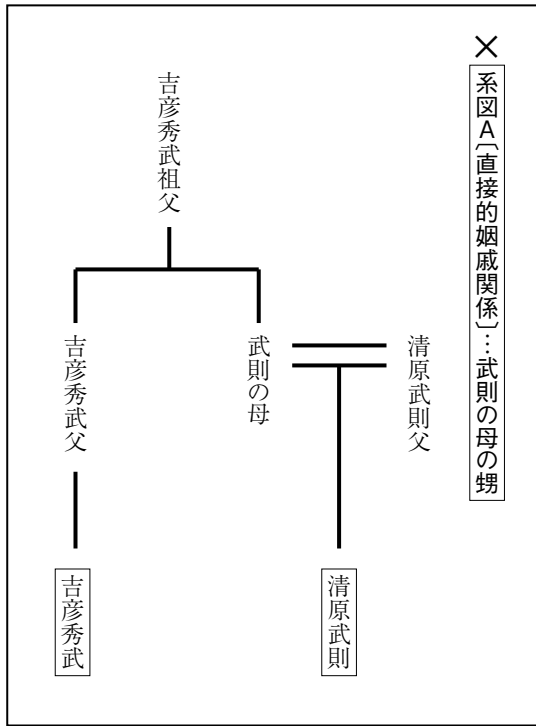 × 系図A〔直接的姻戚関係〕…武則の母の甥
清原武則父
清原武則
武則の母
吉彦秀武祖父
吉彦秀武父
吉彦秀武